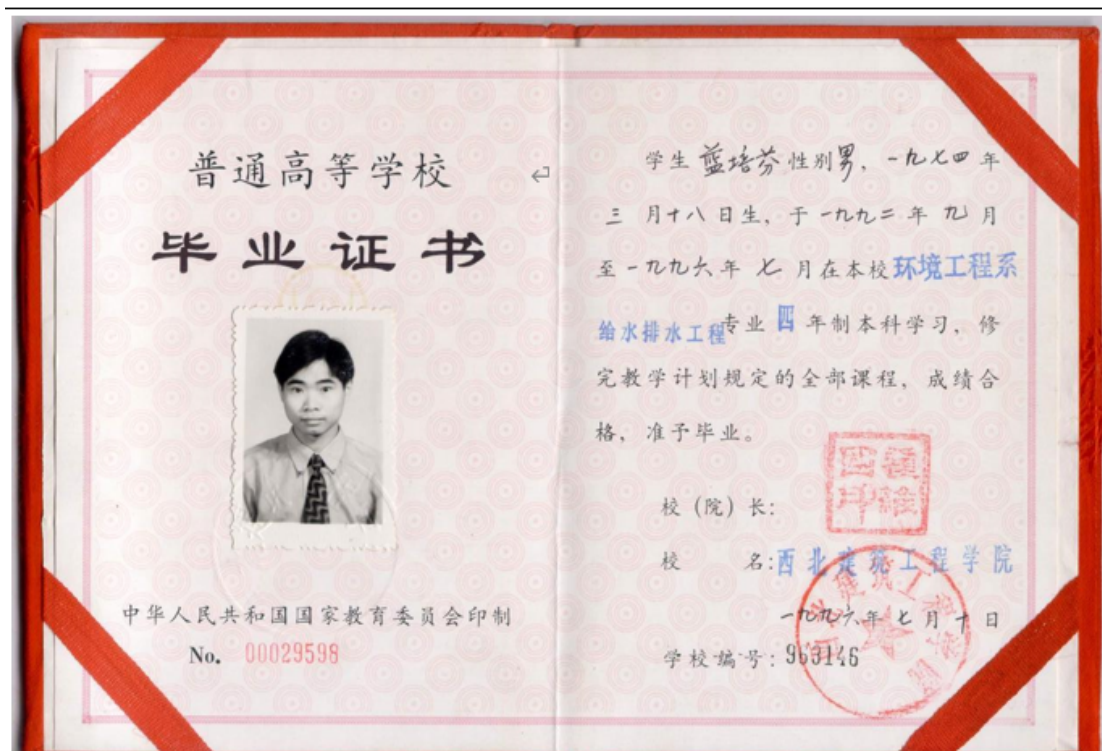 普通高等学校
毕业证书
中华人民共和国国家教育委员会印制
No. 00029598
学生 蓝培芬 性别 男, 一九七四年
三月十八日生, 于一九九二年九月
至一九九六年七月在本校环境工程系
给水排水工程专业四年制本科学习, 修
完教学计划规定的全部课程, 成绩合
格, 准予毕业。
校(院)长:
校 名: 西北建筑工程学院
一九九六年七月十日
学校编号: 963146